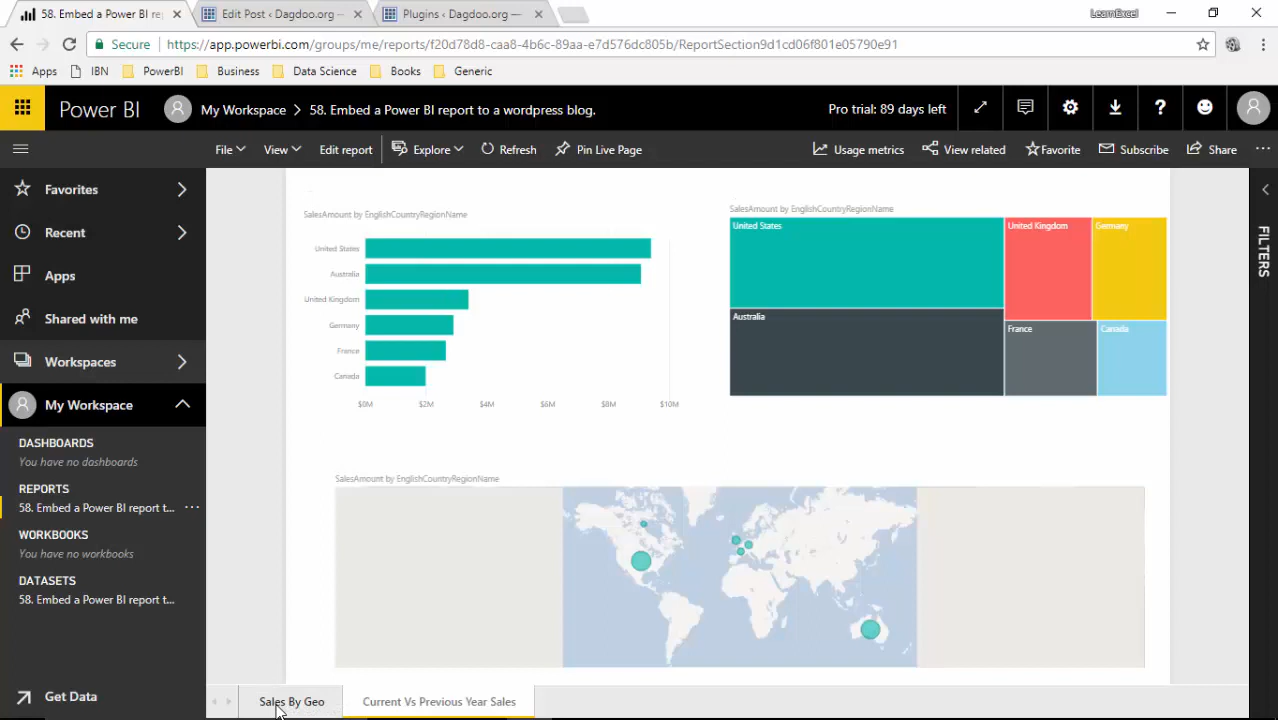 58. Embed a Power BI re
Edit Post ‹ Dagdoo.org —
Plugins ‹ Dagdoo.org —
LearnExcel
Secure
https://app.powerbi.com/groups/me/reports/f20d78d8-caa8-4b6c-89aa-e7d576dc805b/ReportSection9d1cd06f801e05790e91
Apps
IBN
PowerBI
Business
Data Science
Books
Generic
Power BI
My Workspace > 58. Embed a Power BI report to a wordpress blog.
Pro trial: 89 days left
File
View
Edit report
Explore
Refresh
Pin Live Page
Usage metrics
View related
Favorite
Subscribe
Share
Favorites
Recent
Apps
Shared with me
Workspaces
My Workspace
DASHBOARDS
You have no dashboards
REPORTS
58. Embed a Power BI report t...
WORKBOOKS
You have no workbooks
DATASETS
58. Embed a Power BI report t...
Get Data
SalesAmount by EnglishCountryRegionName
United States
Australia
United Kingdom
Germany
France
Canada
$0M $2M $4M $6M $8M $10M
SalesAmount by EnglishCountryRegionName
United States
United Kingdom
Germany
Australia
France
Canada
SalesAmount by EnglishCountryRegionName
FILTERS
Sales By Geo
Current Vs Previous Year Sales